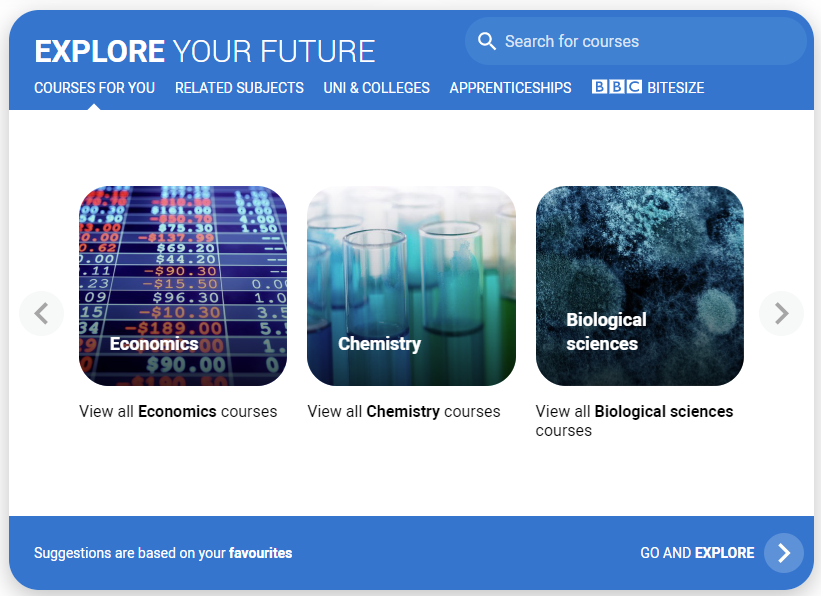 EXPLORE YOUR FUTURE
Search for courses
COURSES FOR YOU
RELATED SUBJECTS
UNI & COLLEGES
APPRENTICESHIPS
BBC BITESIZE
Economics
Chemistry
Biological
sciences
View all Economics courses
View all Chemistry courses
View all Biological sciences
courses
Suggestions are based on your favourites
GO AND EXPLORE